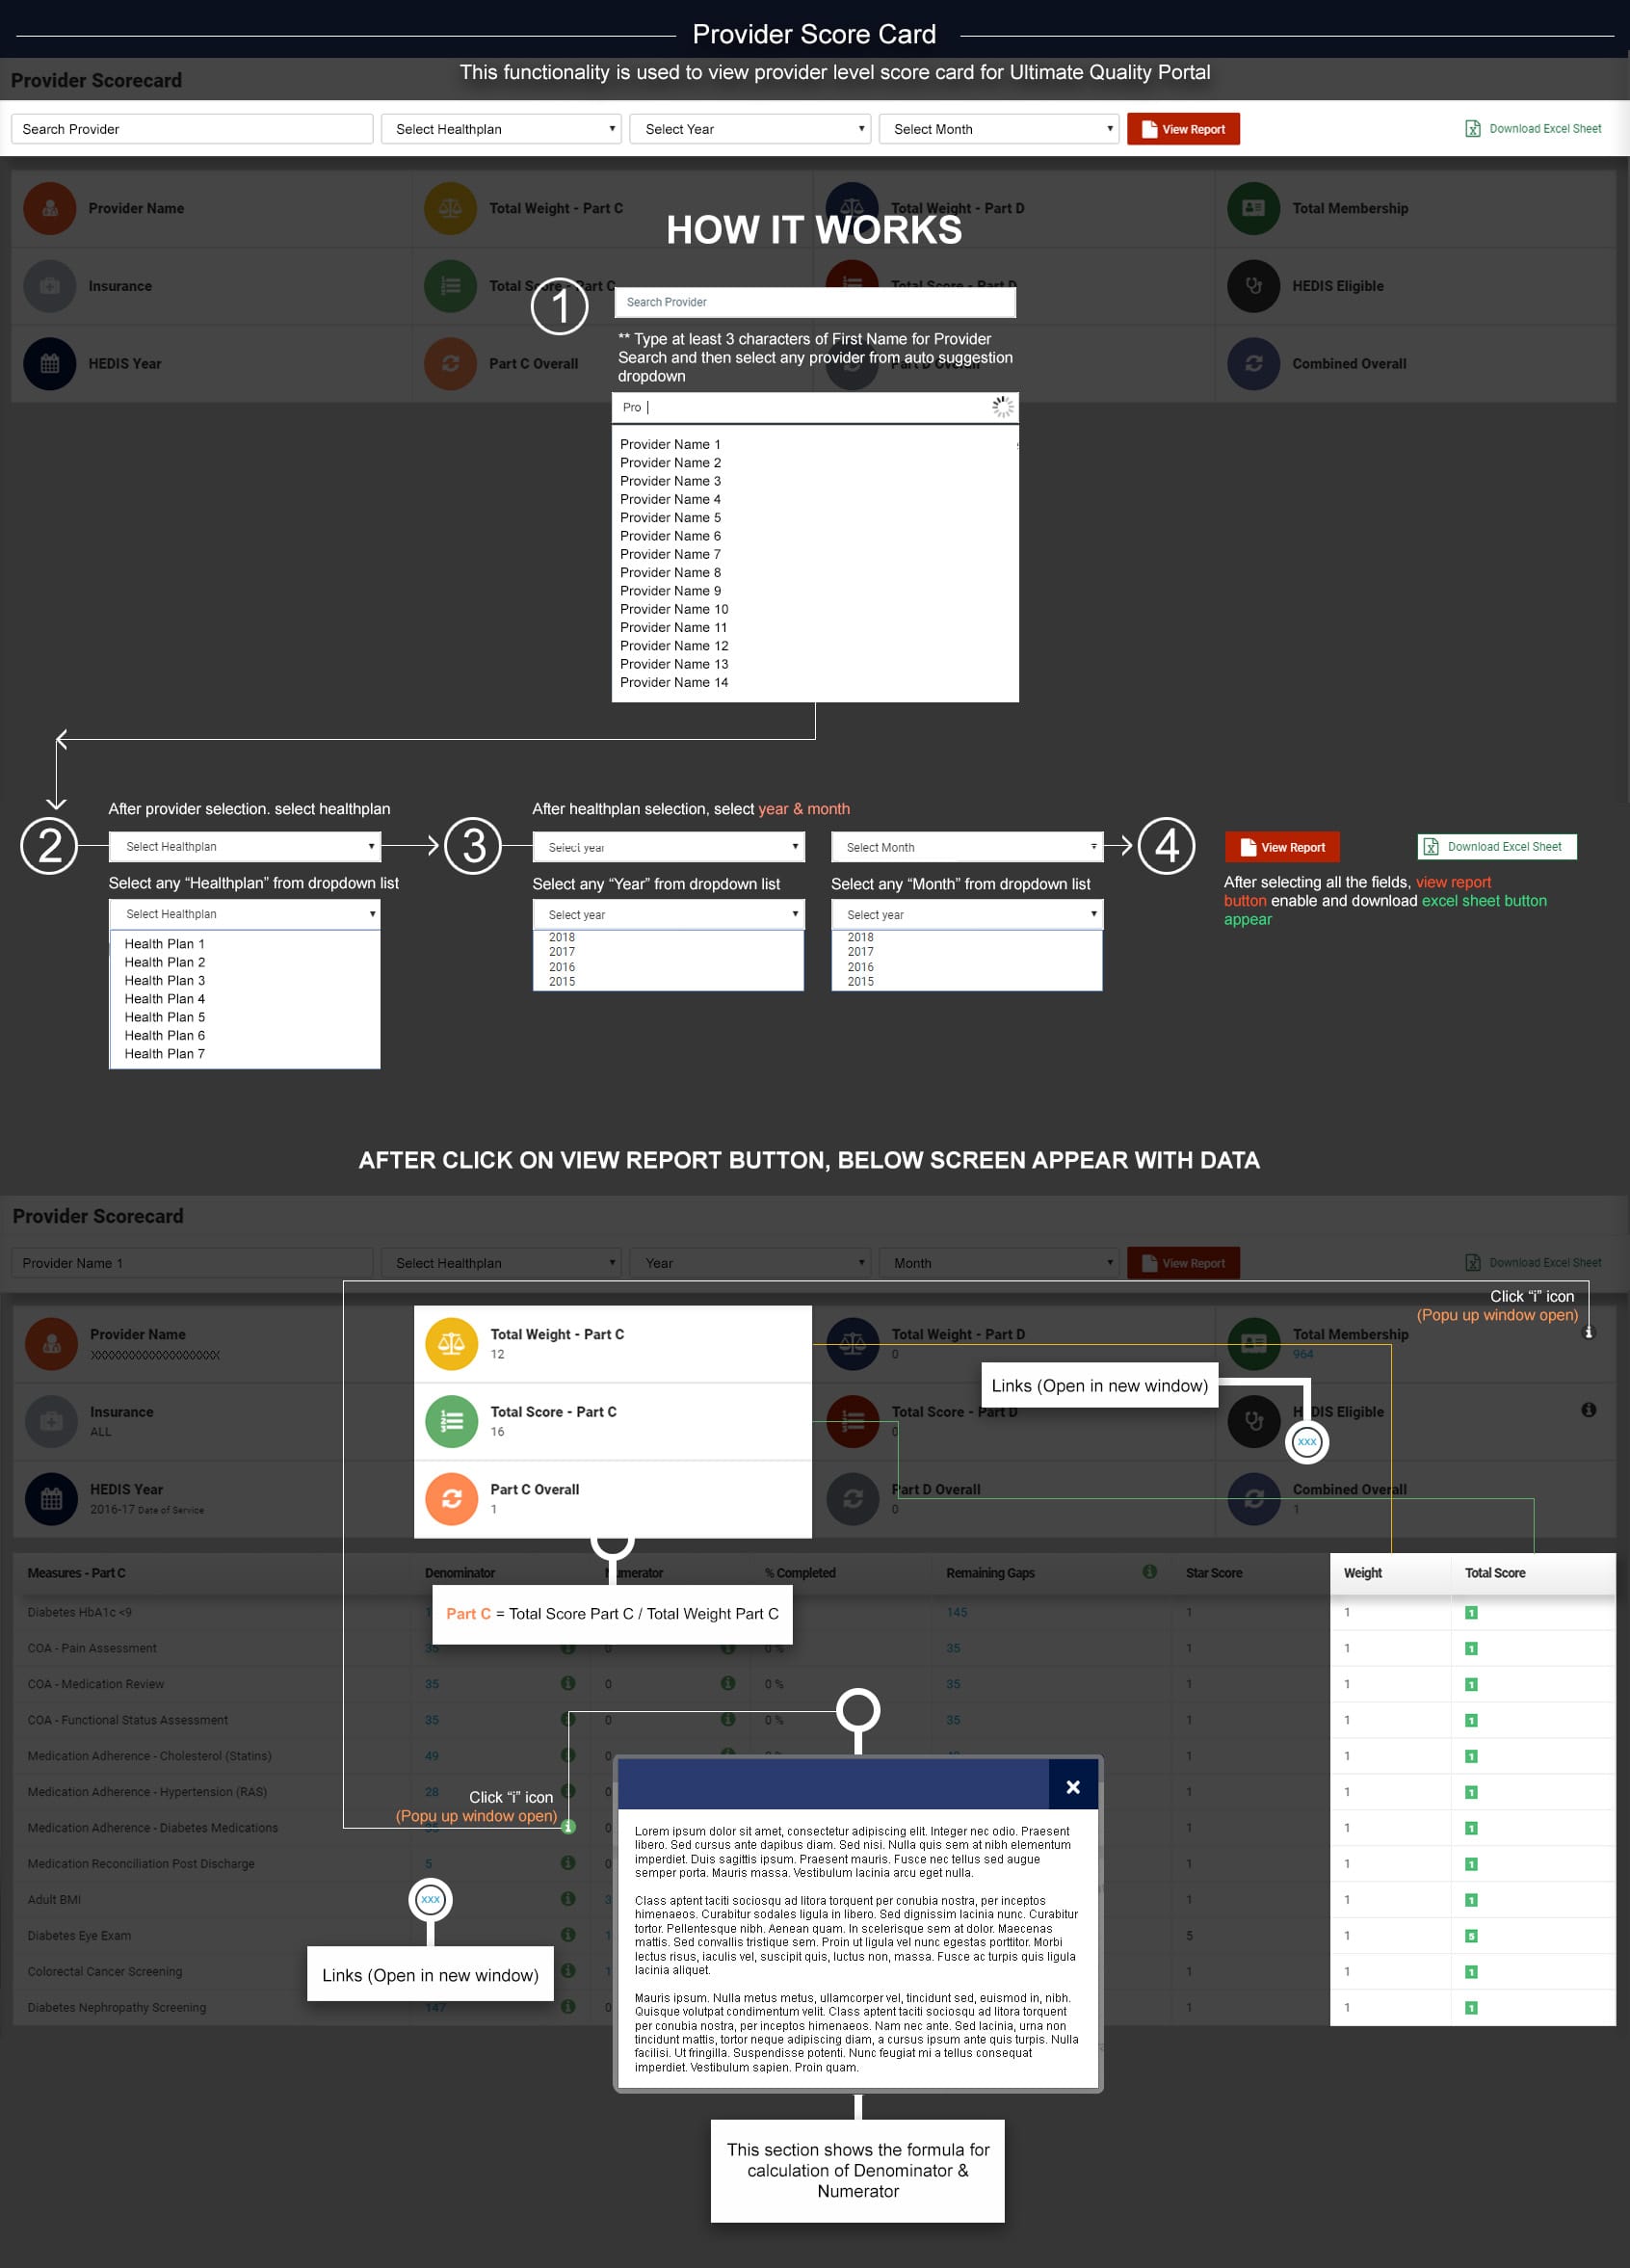 Provider Score Card
Provider Scorecard
This functionality is used to view provider level score card for Ultimate Quality Portal
Search Provider
Select Healthplan
Select Year
Select Month
View Report
Download Excel Sheet
Provider Name
Total Weight - Part C
Total Weight - Part D
Total Membership
HOW IT WORKS
Insurance
Total Score - Part C
Total Score - Part D
HEDIS Eligible
1
Search Provider
** Type at least 3 characters of First Name for Provider
Search and then select any provider from auto suggestion
dropdown
HEDIS Year
Part C Overall
Part D Overall
Combined Overall
Pro
Provider Name 1
Provider Name 2
Provider Name 3
Provider Name 4
Provider Name 5
Provider Name 6
Provider Name 7
Provider Name 8
Provider Name 9
Provider Name 10
Provider Name 11
Provider Name 12
Provider Name 13
Provider Name 14
2
After provider selection. select healthplan
Select Healthplan
Select any “Healthplan” from dropdown list
Select Healthplan
Health Plan 1
Health Plan 2
Health Plan 3
Health Plan 4
Health Plan 5
Health Plan 6
Health Plan 7
3
After healthplan selection, select year & month
Select year
Select any “Year” from dropdown list
Select year
2018
2017
2016
2015
Select Month
Select any “Month” from dropdown list
Select year
2018
2017
2016
2015
4
View Report
Download Excel Sheet
After selecting all the fields, view report
button enable and download excel sheet button
appear
AFTER CLICK ON VIEW REPORT BUTTON, BELOW SCREEN APPEAR WITH DATA
Provider Scorecard
Provider Name 1
Select Healthplan
Year
Month
View Report
Download Excel Sheet
Click “i” icon
(Popu up window open)
Provider Name
XXXXXXXXXXXXXXXXXXX
Total Weight - Part C
12
Total Weight - Part D
0
Total Membership
964
Links (Open in new window)
Insurance
ALL
Total Score - Part C
16
Total Score - Part D
0
HEDIS Eligible
xxx
HEDIS Year
2016-17 Date of Service
Part C Overall
1
Part D Overall
0
Combined Overall
1
Measures - Part C Denominator Numerator % Completed Remaining Gaps Star Score Weight Total Score
Part C = Total Score Part C / Total Weight Part C
Diabetes HbA1c <9 145 1 1 1
COA - Pain Assessment 35 0 0 % 35 1 1 1
COA - Medication Review 35 0 0 % 35 1 1 1
COA - Functional Status Assessment 35 0 0 % 35 1 1 1
Medication Adherence - Cholesterol (Statins) 49 0 1 1 1
Medication Adherence - Hypertension (RAS) 28 0 1 1 1
Click “i” icon
(Popu up window open)
Medication Adherence - Diabetes Medications 0 1 1 1
Medication Reconciliation Post Discharge 5 0 1 1 1
Adult BMI 3 1 1 1
xxx
Diabetes Eye Exam 1 5 1 5
Colorectal Cancer Screening 1 1 1 1
Links (Open in new window)
Diabetes Nephropathy Screening 147 0 1 1 1
Lorem ipsum dolor sit amet, consectetur adipiscing elit. Integer nec odio. Praesent
libero. Sed cursus ante dapibus diam. Sed nisi. Nulla quis sem at nibh elementum
imperdiet. Duis sagittis ipsum. Praesent mauris. Fusce nec tellus sed augue
semper porta. Mauris massa. Vestibulum lacinia arcu eget nulla.
Class aptent taciti sociosqu ad litora torquent per conubia nostra, per inceptos
himenaeos. Curabitur sodales ligula in libero. Sed dignissim lacinia nunc. Curabitur
tortor. Pellentesque nibh. Aenean quam. In scelerisque sem at dolor. Maecenas
mattis. Sed convallis tristique sem. Proin ut ligula vel nunc egestas porttitor. Morbi
lectus risus, iaculis vel, suscipit quis, luctus non, massa. Fusce ac turpis quis ligula
lacinia aliquet.
Mauris ipsum. Nulla metus metus, ullamcorper vel, tincidunt sed, euismod in, nibh.
Quisque volutpat condimentum velit. Class aptent taciti sociosqu ad litora torquent
per conubia nostra, per inceptos himenaeos. Nam nec ante. Sed lacinia, urna non
tincidunt mattis, tortor neque adipiscing diam, a cursus ipsum ante quis turpis. Nulla
facilisi. Ut fringilla. Suspendisse potenti. Nunc feugiat mi a tellus consequat
imperdiet. Vestibulum sapien. Proin quam.
This section shows the formula for
calculation of Denominator &
Numerator